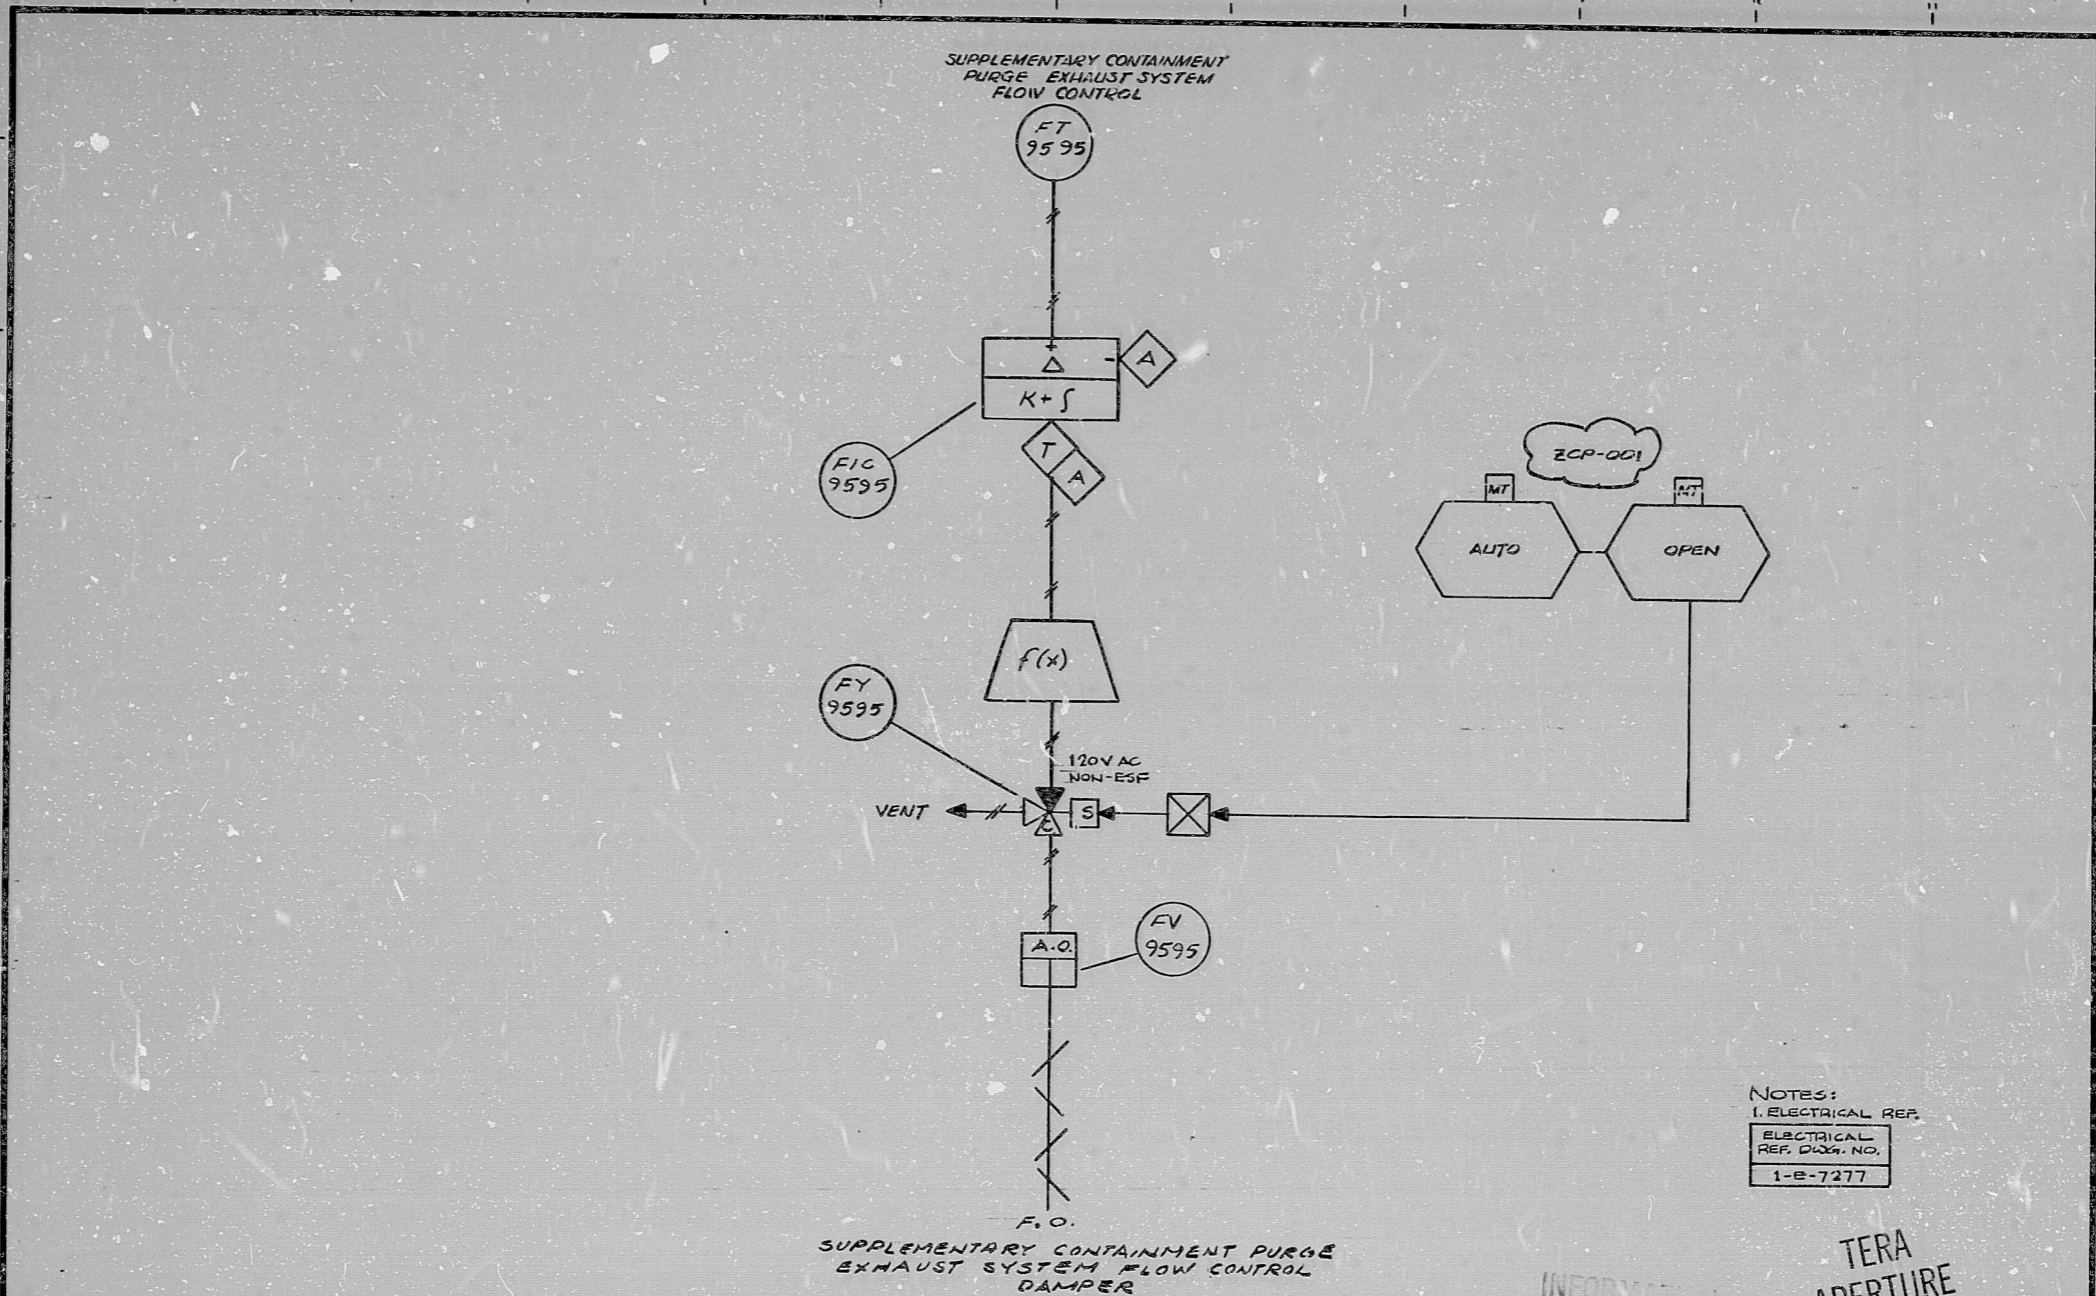 SUPPLEMENTARY CONTAINMENT
PURGE EXHAUST SYSTEM
FLOW CONTROL
FT
9595
+
Δ
-
A
K+∫
T
A
FIC
9595
ZCP-001
MT
MT
AUTO
OPEN
f(x)
FY
9595
120V AC
NON-ESF
VENT
S
C
A.O.
FV
9595
NOTES:
1. ELECTRICAL REF.
ELECTRICAL
REF. DWG. NO.
1-E-7277
F.O.
SUPPLEMENTARY CONTAINMENT PURGE
EXHAUST SYSTEM FLOW CONTROL
DAMPER
TERA
APERTURE